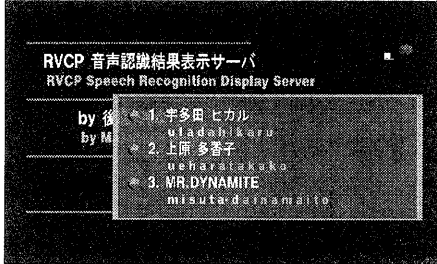 RVCP 音声認識結果表示サーバ
RVCP Speech Recognition Display Server
by 後
by M
1. 宇多田 ヒカル
utadahikaru
2. 上原 多香子
ueharatakako
3. MR.DYNAMITE
misuta-dainamaito